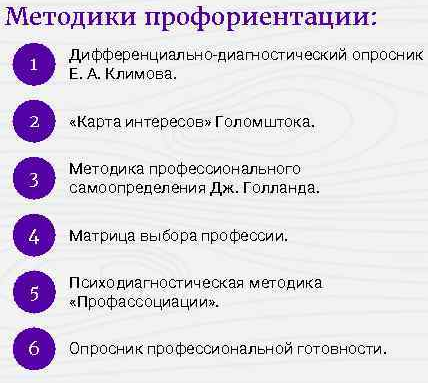 Методики профориентации:
1
Дифференциально-диагностический опросник
Е. А. Климова.
2
«Карта интересов» Голомштока.
3
Методика профессионального
самоопределения Дж. Голланда.
4
Матрица выбора профессии.
5
Психодиагностическая методика
«Профассоциации».
6
Опросник профессиональной готовности.